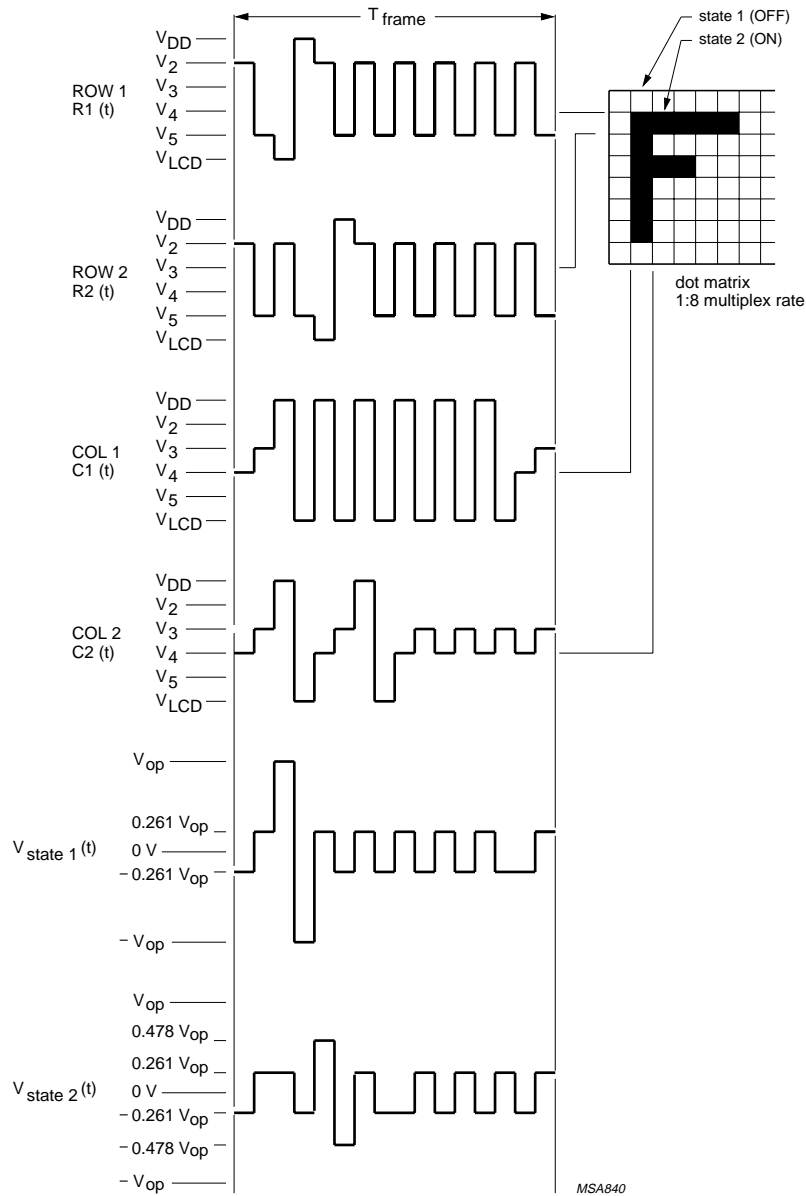 T frame
VDD
V2
V3
V4
V5
VLCD
ROW 1
R1 (t)
state 1 (OFF)
state 2 (ON)
VDD
V2
V3
V4
V5
VLCD
ROW 2
R2 (t)
dot matrix
1:8 multiplex rate
VDD
V2
V3
V4
V5
VLCD
COL 1
C1 (t)
VDD
V2
V3
V4
V5
VLCD
COL 2
C2 (t)
Vop
0.261 Vop
0 V
− 0.261 Vop
− Vop
V state 1 (t)
Vop
0.478 Vop
0.261 Vop
0 V
− 0.261 Vop
− 0.478 Vop
− Vop
V state 2 (t)
MSA840